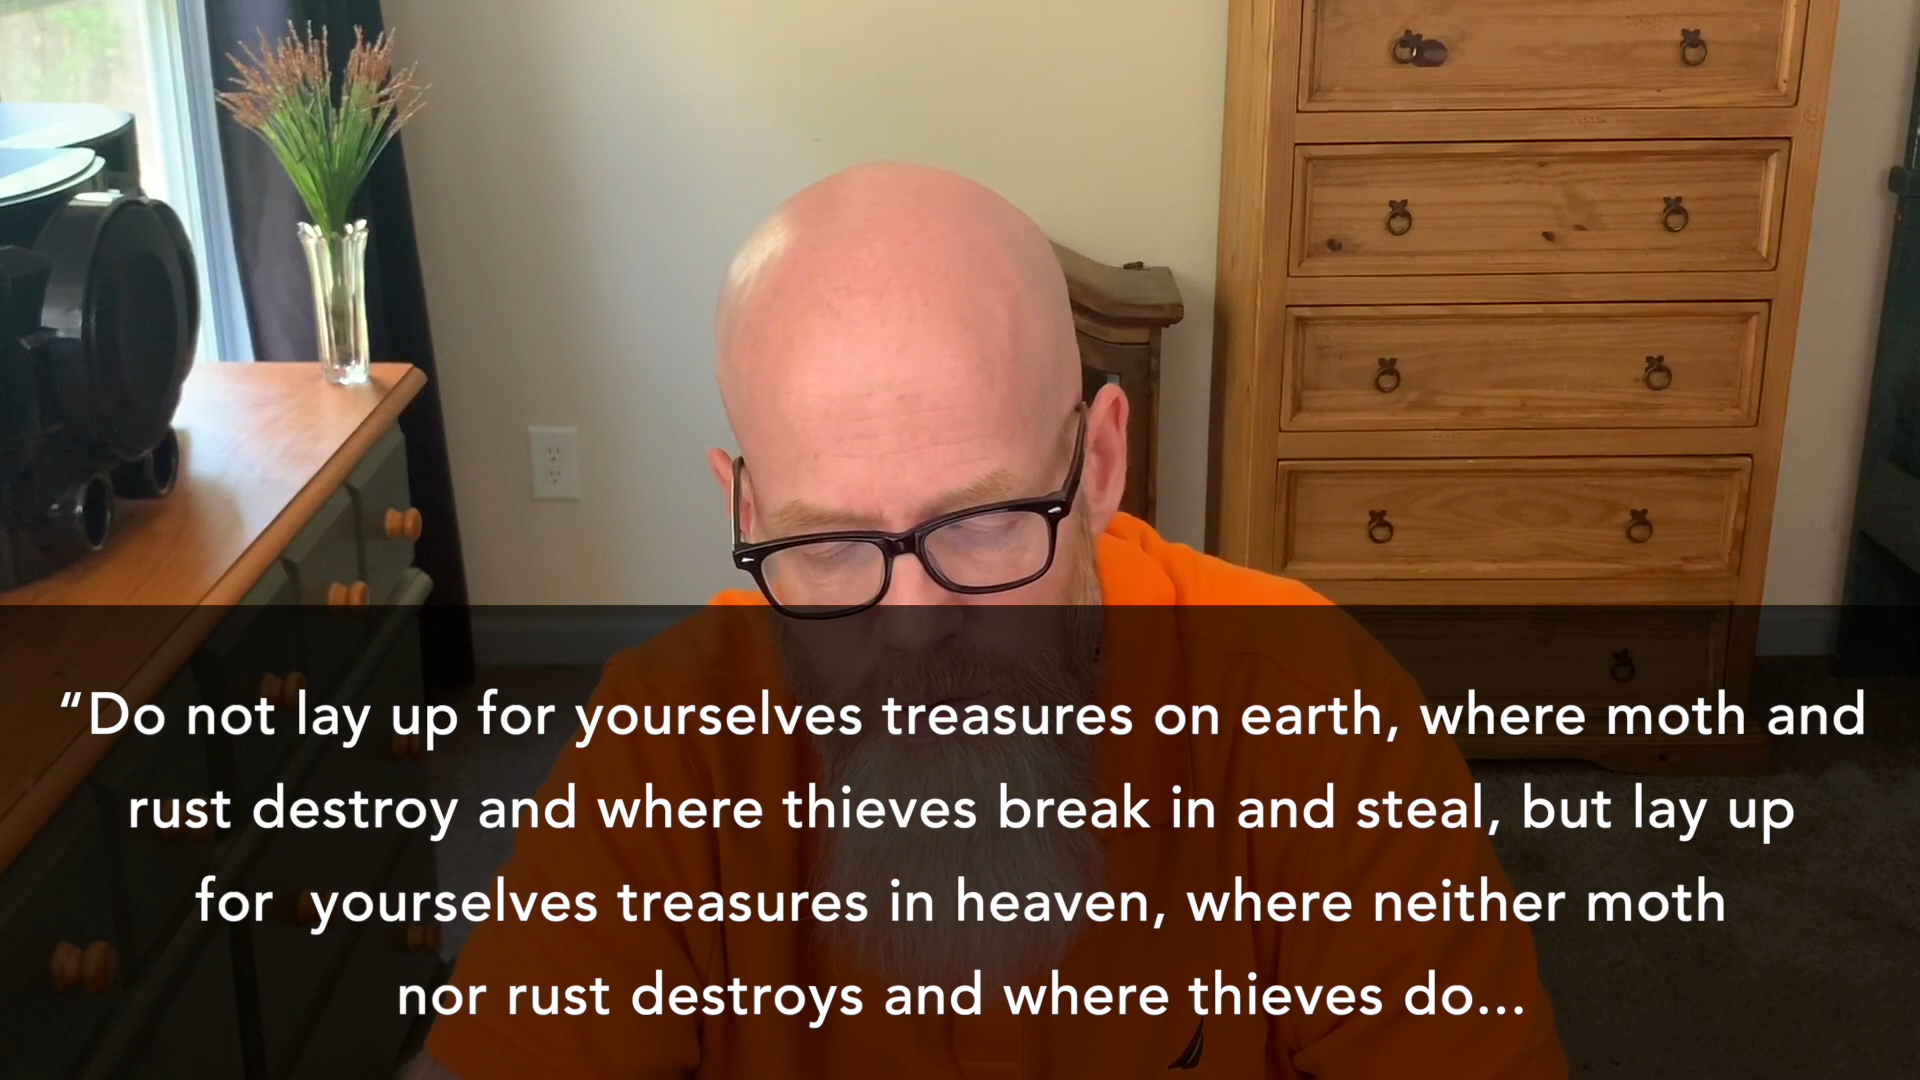 “Do not lay up for yourselves treasures on earth, where moth and
rust destroy and where thieves break in and steal, but lay up
for  yourselves treasures in heaven, where neither moth
nor rust destroys and where thieves do...